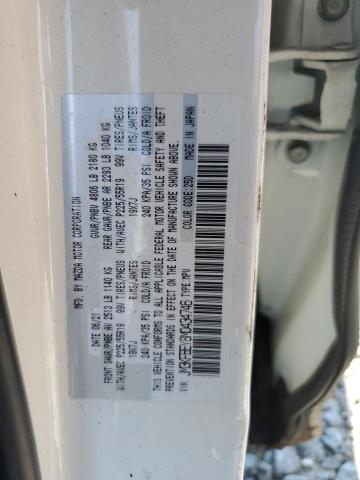 MFD. BY MAZDA MOTOR CORPORATION
DATE 06/21 GVWR/PNBV 4806 LB 2180 KG
FRONT GAWR/PNBE AV 2513 LB 1140 KG REAR GAWR/PNBE AR 2293 LB 1040 KG
WITH/AVEC P225/55R19 99V TIRES/PNEUS WITH/AVEC P225/55R19 99V TIRES/PNEUS
19X7J RIMS/JANTES 19X7J RIMS/JANTES
240 KPA/35 PSI COLD/A FROID 240 KPA/35 PSI COLD/A FROID
THIS VEHICLE CONFORMS TO ALL APPLICABLE FEDERAL MOTOR VEHICLE SAFETY AND THEFT
PREVENTION STANDARDS IN EFFECT ON THE DATE OF MANUFACTURE SHOWN ABOVE.
MADE IN JAPAN
VIN: TYPE: MPV COLOR CODE: 25D